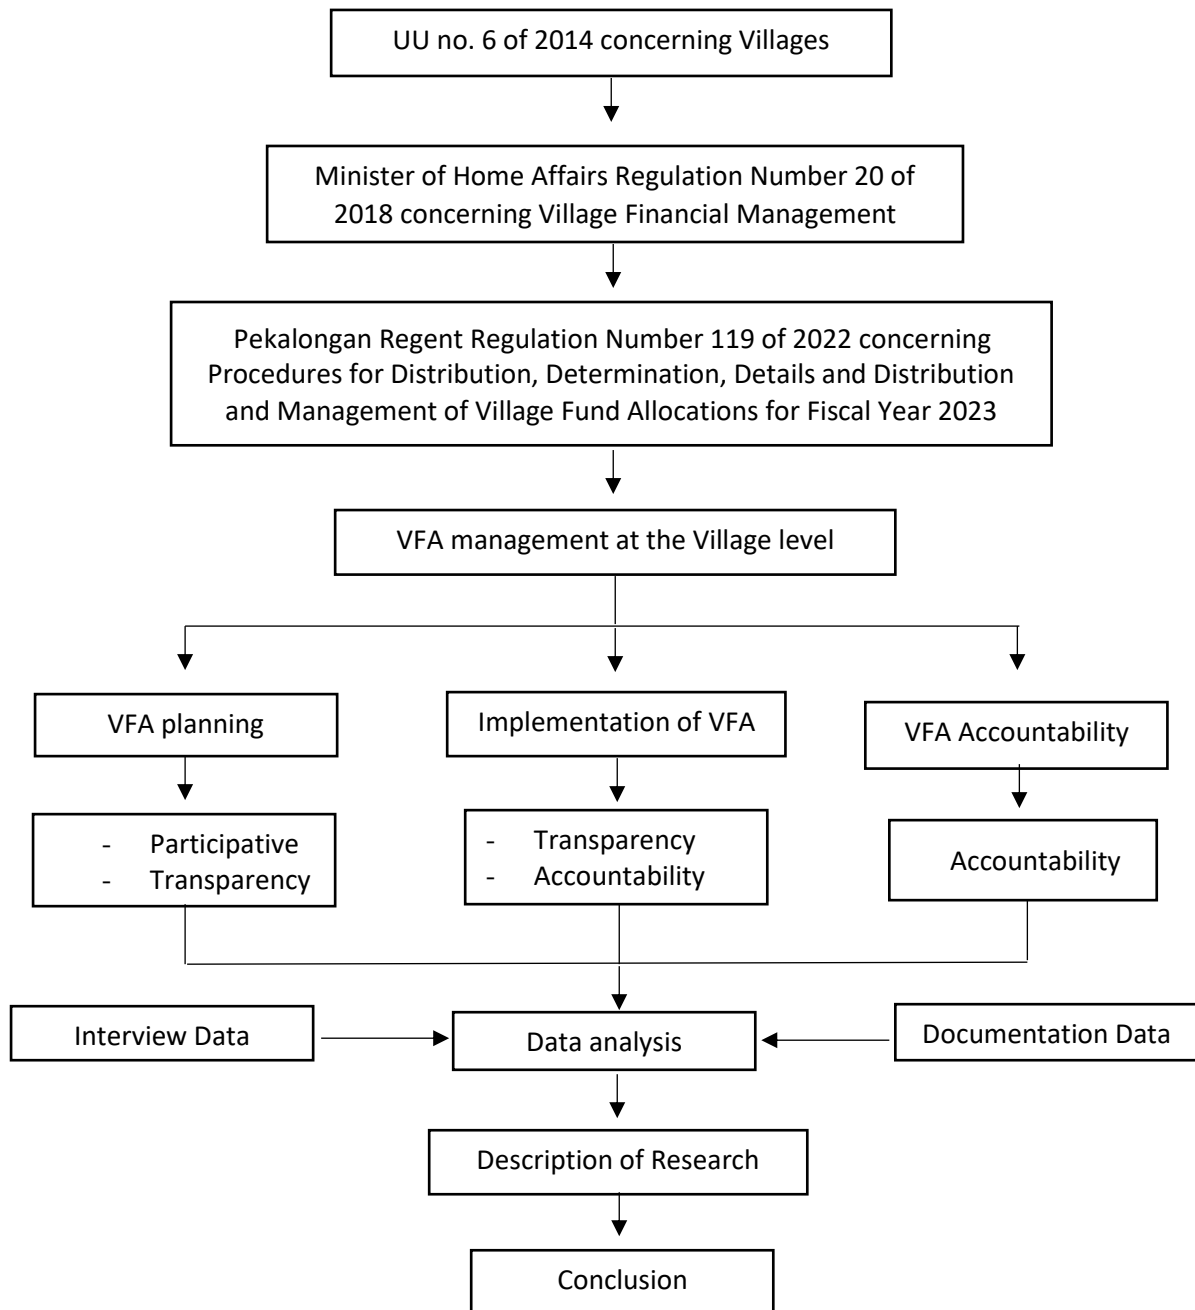 UU no. 6 of 2014 concerning Villages
Minister of Home Affairs Regulation Number 20 of
2018 concerning Village Financial Management
Pekalongan Regent Regulation Number 119 of 2022 concerning
Procedures for Distribution, Determination, Details and Distribution
and Management of Village Fund Allocations for Fiscal Year 2023
VFA management at the Village level
VFA planning
Implementation of VFA
VFA Accountability
- Participative
- Transparency
- Transparency
- Accountability
Accountability
Interview Data
Data analysis
Documentation Data
Description of Research
Conclusion